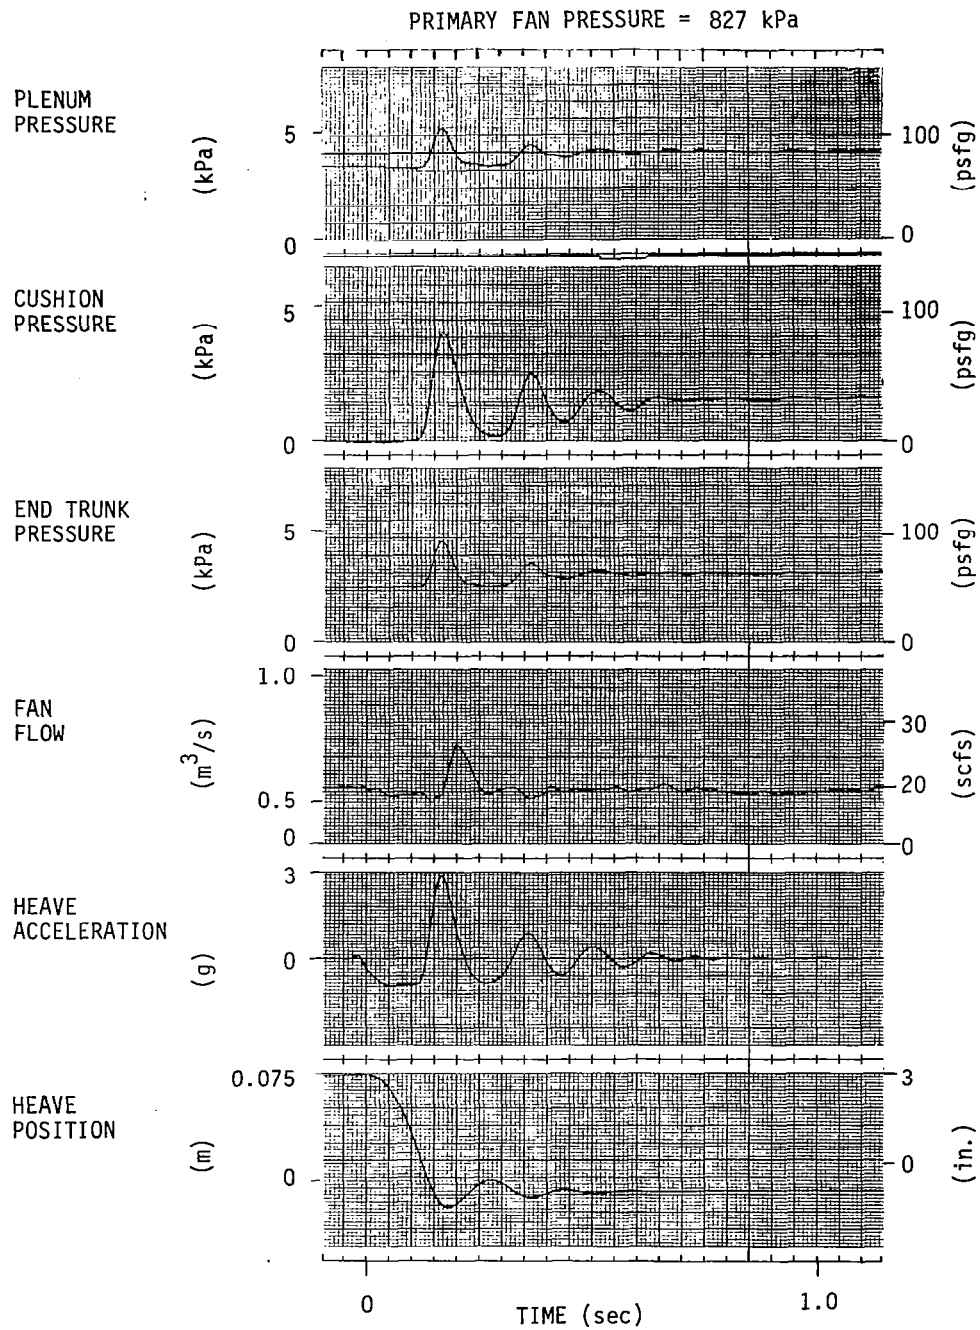 PRIMARY FAN PRESSURE = 827 kPa
PLENUM
PRESSURE
(kPa)
5
0
100
0
(psfg)
CUSHION
PRESSURE
(kPa)
5
0
100
0
(psfg)
END TRUNK
PRESSURE
(kPa)
5
0
100
0
(psfg)
FAN
FLOW
(m³/s)
1.0
0.5
0
30
20
0
(scfs)
HEAVE
ACCELERATION
(g)
3
0
HEAVE
POSITION
(m)
0.075
0
3
0
(in.)
0
1.0
TIME (sec)